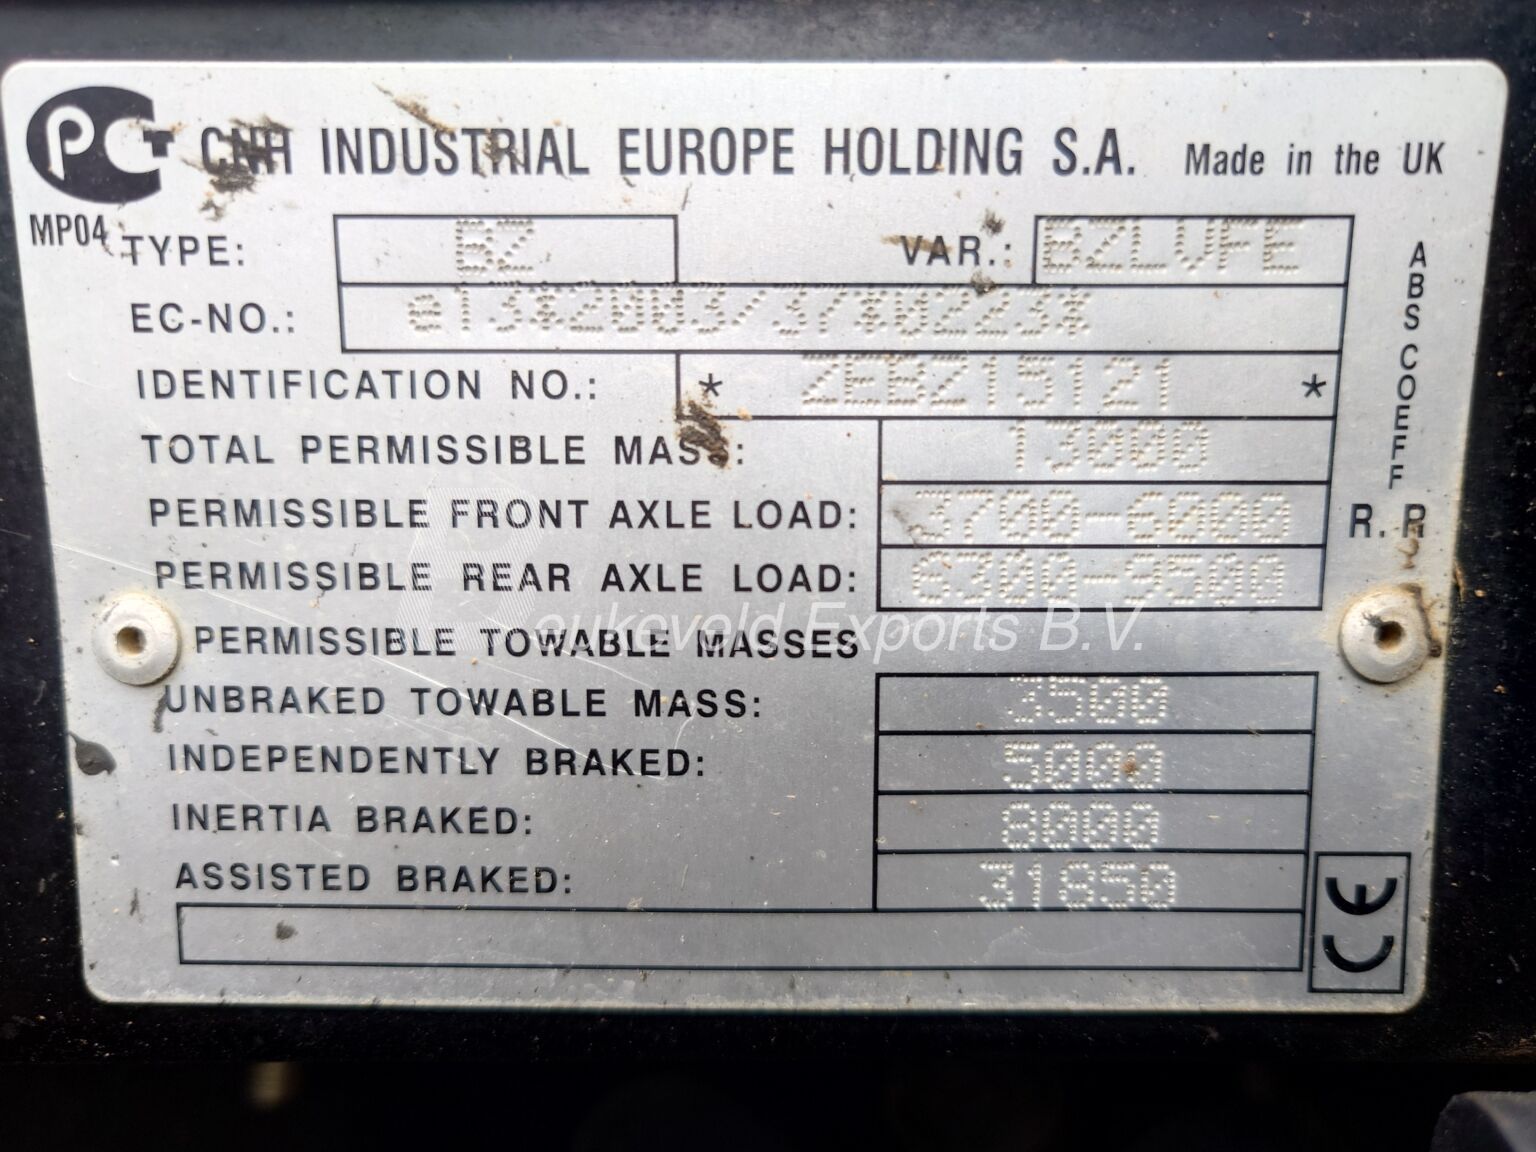 PCT CNH INDUSTRIAL EUROPE HOLDING S.A. Made in the UK
MP04
TYPE: BZ VAR.: BZLVFE
EC-NO.: e13*2003/37*0223*
IDENTIFICATION NO.: * ZEBZ15121 *
TOTAL PERMISSIBLE MASS: 13000
PERMISSIBLE FRONT AXLE LOAD: 3700-6000
PERMISSIBLE REAR AXLE LOAD: 6300-9500
PERMISSIBLE TOWABLE MASSES
UNBRAKED TOWABLE MASS: 3500
INDEPENDENTLY BRAKED: 5000
INERTIA BRAKED: 8000
ASSISTED BRAKED: 31850
ABS COEFF
R.R
CE
Beukeveld Exports B.V.